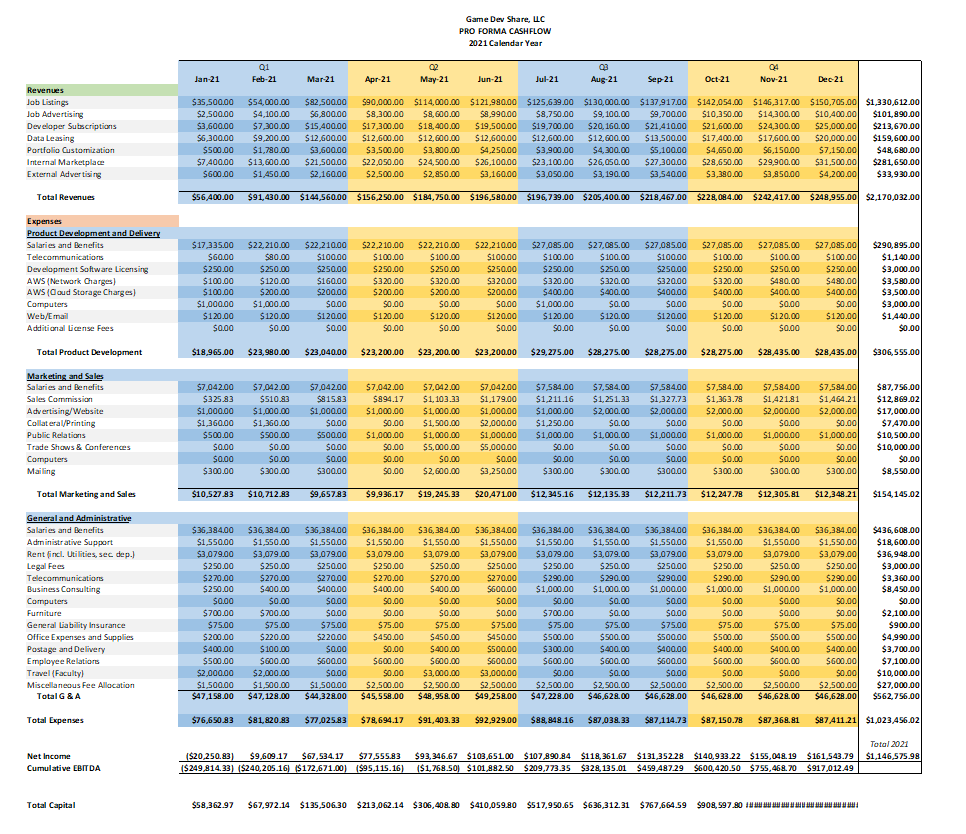 Game Dev Share, LLC
PRO FORMA CASHFLOW
2021 Calendar Year
Q1 Q2 Q3 Q4
Jan-21 Feb-21 Mar-21 Apr-21 May-21 Jun-21 Jul-21 Aug-21 Sep-21 Oct-21 Nov-21 Dec-21
Revenues
Job Listings $35,500.00 $54,000.00 $82,500.00 $90,000.00 $114,000.00 $121,980.00 $125,639.00 $130,000.00 $137,917.00 $142,054.00 $146,317.00 $150,705.00 $1,330,612.00
Job Advertising $2,500.00 $4,100.00 $6,800.00 $8,300.00 $8,600.00 $8,990.00 $8,750.00 $9,100.00 $9,700.00 $10,350.00 $14,300.00 $10,400.00 $101,890.00
Developer Subscriptions $3,600.00 $7,300.00 $15,400.00 $17,300.00 $18,400.00 $19,500.00 $19,700.00 $20,160.00 $21,410.00 $21,600.00 $24,300.00 $25,000.00 $213,670.00
Data Leasing $6,300.00 $9,200.00 $12,600.00 $12,600.00 $12,600.00 $12,600.00 $12,600.00 $12,600.00 $13,500.00 $17,400.00 $17,600.00 $20,000.00 $159,600.00
Portfolio Customization $500.00 $1,780.00 $3,600.00 $3,500.00 $3,800.00 $4,250.00 $3,900.00 $4,300.00 $5,100.00 $4,650.00 $6,150.00 $7,150.00 $48,680.00
Internal Marketplace $7,400.00 $13,600.00 $21,500.00 $22,050.00 $24,500.00 $26,100.00 $23,100.00 $26,050.00 $27,300.00 $28,650.00 $29,900.00 $31,500.00 $281,650.00
External Advertising $600.00 $1,450.00 $2,160.00 $2,500.00 $2,850.00 $3,160.00 $3,050.00 $3,190.00 $3,540.00 $3,380.00 $3,850.00 $4,200.00 $33,930.00
Total Revenues $56,400.00 $91,430.00 $144,560.00 $156,250.00 $184,750.00 $196,580.00 $196,739.00 $205,400.00 $218,467.00 $228,084.00 $242,417.00 $248,955.00 $2,170,032.00
Expenses
Product Development and Delivery
Salaries and Benefits $17,335.00 $22,210.00 $22,210.00 $22,210.00 $22,210.00 $22,210.00 $27,085.00 $27,085.00 $27,085.00 $27,085.00 $27,085.00 $27,085.00 $290,895.00
Telecommunications $60.00 $80.00 $100.00 $100.00 $100.00 $100.00 $100.00 $100.00 $100.00 $100.00 $100.00 $100.00 $1,140.00
Development Software Licensing $250.00 $250.00 $250.00 $250.00 $250.00 $250.00 $250.00 $250.00 $250.00 $250.00 $250.00 $250.00 $3,000.00
AWS (Network Charges) $100.00 $120.00 $160.00 $320.00 $320.00 $320.00 $320.00 $320.00 $320.00 $320.00 $480.00 $480.00 $3,580.00
AWS (Cloud Storage Charges) $100.00 $200.00 $200.00 $200.00 $200.00 $200.00 $400.00 $400.00 $400.00 $400.00 $400.00 $400.00 $3,500.00
Computers $1,000.00 $1,000.00 $0.00 $0.00 $0.00 $0.00 $1,000.00 $0.00 $0.00 $0.00 $0.00 $0.00 $3,000.00
Web/Email $120.00 $120.00 $120.00 $120.00 $120.00 $120.00 $120.00 $120.00 $120.00 $120.00 $120.00 $120.00 $1,440.00
Additional License Fees $0.00 $0.00 $0.00 $0.00 $0.00 $0.00 $0.00 $0.00 $0.00 $0.00 $0.00 $0.00 $0.00
Total Product Development $18,965.00 $23,980.00 $23,040.00 $23,200.00 $23,200.00 $23,200.00 $29,275.00 $28,275.00 $28,275.00 $28,275.00 $28,435.00 $28,435.00 $306,555.00
Marketing and Sales
Salaries and Benefits $7,042.00 $7,042.00 $7,042.00 $7,042.00 $7,042.00 $7,042.00 $7,584.00 $7,584.00 $7,584.00 $7,584.00 $7,584.00 $7,584.00 $87,756.00
Sales Commission $325.83 $510.83 $815.83 $894.17 $1,103.33 $1,179.00 $1,211.16 $1,251.33 $1,327.73 $1,363.78 $1,421.81 $1,464.21 $12,869.02
Advertising/Website $1,000.00 $1,000.00 $1,000.00 $1,000.00 $1,000.00 $1,000.00 $1,000.00 $2,000.00 $2,000.00 $2,000.00 $2,000.00 $2,000.00 $17,000.00
Collateral/Printing $1,360.00 $1,360.00 $0.00 $0.00 $1,500.00 $2,000.00 $1,250.00 $0.00 $0.00 $0.00 $0.00 $0.00 $7,470.00
Public Relations $500.00 $500.00 $500.00 $1,000.00 $1,000.00 $1,000.00 $1,000.00 $1,000.00 $1,000.00 $1,000.00 $1,000.00 $1,000.00 $10,500.00
Trade Shows & Conferences $0.00 $0.00 $0.00 $0.00 $5,000.00 $5,000.00 $0.00 $0.00 $0.00 $0.00 $0.00 $0.00 $10,000.00
Computers $0.00 $0.00 $0.00 $0.00 $0.00 $0.00 $0.00 $0.00 $0.00 $0.00 $0.00 $0.00 $0.00
Mailing $300.00 $300.00 $300.00 $0.00 $2,600.00 $3,250.00 $300.00 $300.00 $300.00 $300.00 $300.00 $300.00 $8,550.00
Total Marketing and Sales $10,527.83 $10,712.83 $9,657.83 $9,936.17 $19,245.33 $20,471.00 $12,345.16 $12,135.33 $12,211.73 $12,247.78 $12,305.81 $12,348.21 $154,145.02
General and Administrative
Salaries and Benefits $36,384.00 $36,384.00 $36,384.00 $36,384.00 $36,384.00 $36,384.00 $36,384.00 $36,384.00 $36,384.00 $36,384.00 $36,384.00 $36,384.00 $436,608.00
Administrative Support $1,550.00 $1,550.00 $1,550.00 $1,550.00 $1,550.00 $1,550.00 $1,550.00 $1,550.00 $1,550.00 $1,550.00 $1,550.00 $1,550.00 $18,600.00
Rent (incl. Utilities, sec. dep.) $3,079.00 $3,079.00 $3,079.00 $3,079.00 $3,079.00 $3,079.00 $3,079.00 $3,079.00 $3,079.00 $3,079.00 $3,079.00 $3,079.00 $36,948.00
Legal Fees $250.00 $250.00 $250.00 $250.00 $250.00 $250.00 $250.00 $250.00 $250.00 $250.00 $250.00 $250.00 $3,000.00
Telecommunications $270.00 $270.00 $270.00 $270.00 $270.00 $270.00 $290.00 $290.00 $290.00 $290.00 $290.00 $290.00 $3,360.00
Business Consulting $250.00 $400.00 $400.00 $400.00 $400.00 $600.00 $1,000.00 $1,000.00 $1,000.00 $1,000.00 $1,000.00 $1,000.00 $8,450.00
Computers $0.00 $0.00 $0.00 $0.00 $0.00 $0.00 $0.00 $0.00 $0.00 $0.00 $0.00 $0.00 $0.00
Furniture $700.00 $700.00 $0.00 $0.00 $0.00 $0.00 $700.00 $0.00 $0.00 $0.00 $0.00 $0.00 $2,100.00
General Liability Insurance $75.00 $75.00 $75.00 $75.00 $75.00 $75.00 $75.00 $75.00 $75.00 $75.00 $75.00 $75.00 $900.00
Office Expenses and Supplies $200.00 $220.00 $220.00 $450.00 $450.00 $450.00 $500.00 $500.00 $500.00 $500.00 $500.00 $500.00 $4,990.00
Postage and Delivery $400.00 $100.00 $0.00 $0.00 $400.00 $500.00 $300.00 $400.00 $400.00 $400.00 $400.00 $400.00 $3,700.00
Employee Relations $500.00 $600.00 $600.00 $600.00 $600.00 $600.00 $600.00 $600.00 $600.00 $600.00 $600.00 $600.00 $7,100.00
Travel (Faculty) $2,000.00 $2,000.00 $0.00 $0.00 $3,000.00 $3,000.00 $0.00 $0.00 $0.00 $0.00 $0.00 $0.00 $10,000.00
Miscellaneous Fee Allocation $1,500.00 $1,500.00 $1,500.00 $2,500.00 $2,500.00 $2,500.00 $2,500.00 $2,500.00 $2,500.00 $2,500.00 $2,500.00 $2,500.00 $27,000.00
Total G & A $47,158.00 $47,128.00 $44,328.00 $45,558.00 $48,958.00 $49,258.00 $47,228.00 $46,628.00 $46,628.00 $46,628.00 $46,628.00 $46,628.00 $562,756.00
Total Expenses $76,650.83 $81,820.83 $77,025.83 $78,694.17 $91,403.33 $92,929.00 $88,848.16 $87,038.33 $87,114.73 $87,150.78 $87,368.81 $87,411.21 $1,023,456.02
Total 2021
Net Income ($20,250.83) $9,609.17 $67,534.17 $77,555.83 $93,346.67 $103,651.00 $107,890.84 $118,361.67 $131,352.28 $140,933.22 $155,048.19 $161,543.79 $1,146,575.98
Cumulative EBITDA ($249,814.33) ($240,205.16) ($172,671.00) ($95,115.16) ($1,768.50) $101,882.50 $209,773.35 $328,135.01 $459,487.29 $600,420.50 $755,468.70 $917,012.49
Total Capital $58,362.97 $67,972.14 $135,506.30 $213,062.14 $306,408.80 $410,059.80 $517,950.65 $636,312.31 $767,664.59 $908,597.80 ##########################